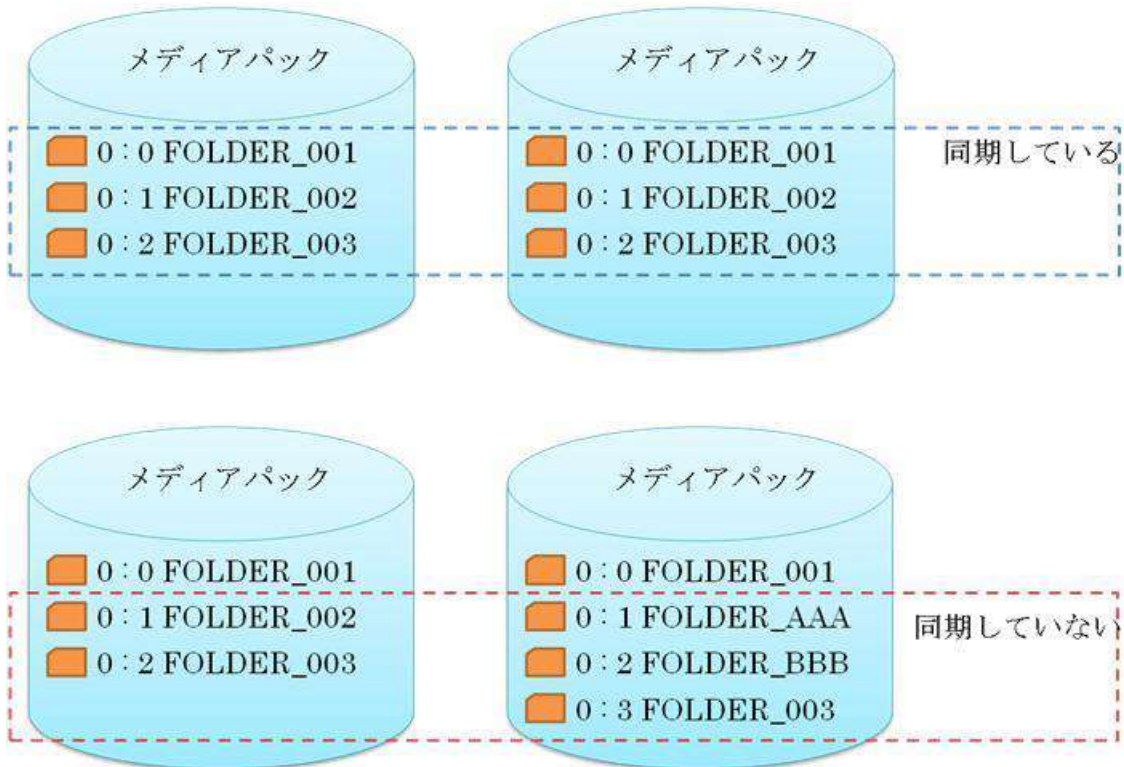 メディアパック
0:0 FOLDER_001
0:1 FOLDER_002
0:2 FOLDER_003
メディアパック
0:0 FOLDER_001
0:1 FOLDER_002
0:2 FOLDER_003
同期している
メディアパック
0:0 FOLDER_001
0:1 FOLDER_002
0:2 FOLDER_003
メディアパック
0:0 FOLDER_001
0:1 FOLDER_AAA
0:2 FOLDER_BBB
0:3 FOLDER_003
同期していない